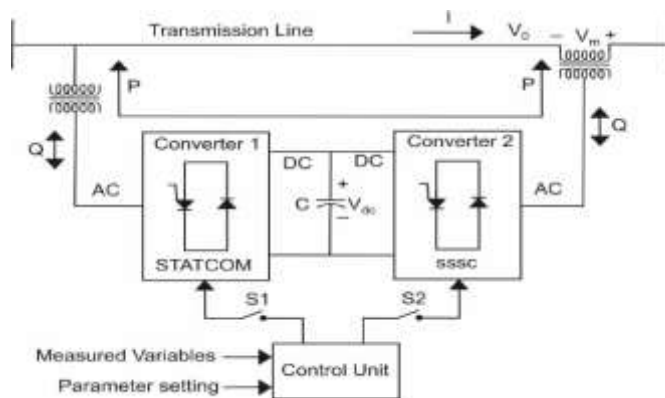 Transmission Line
i
V₀
– Vₘ +
P
P
Q
Q
Converter 1
DC
DC
Converter 2
AC
+
C
V_dc
–
AC
STATCOM
sssc
S1
S2
Measured Variables
Control Unit
Parameter setting